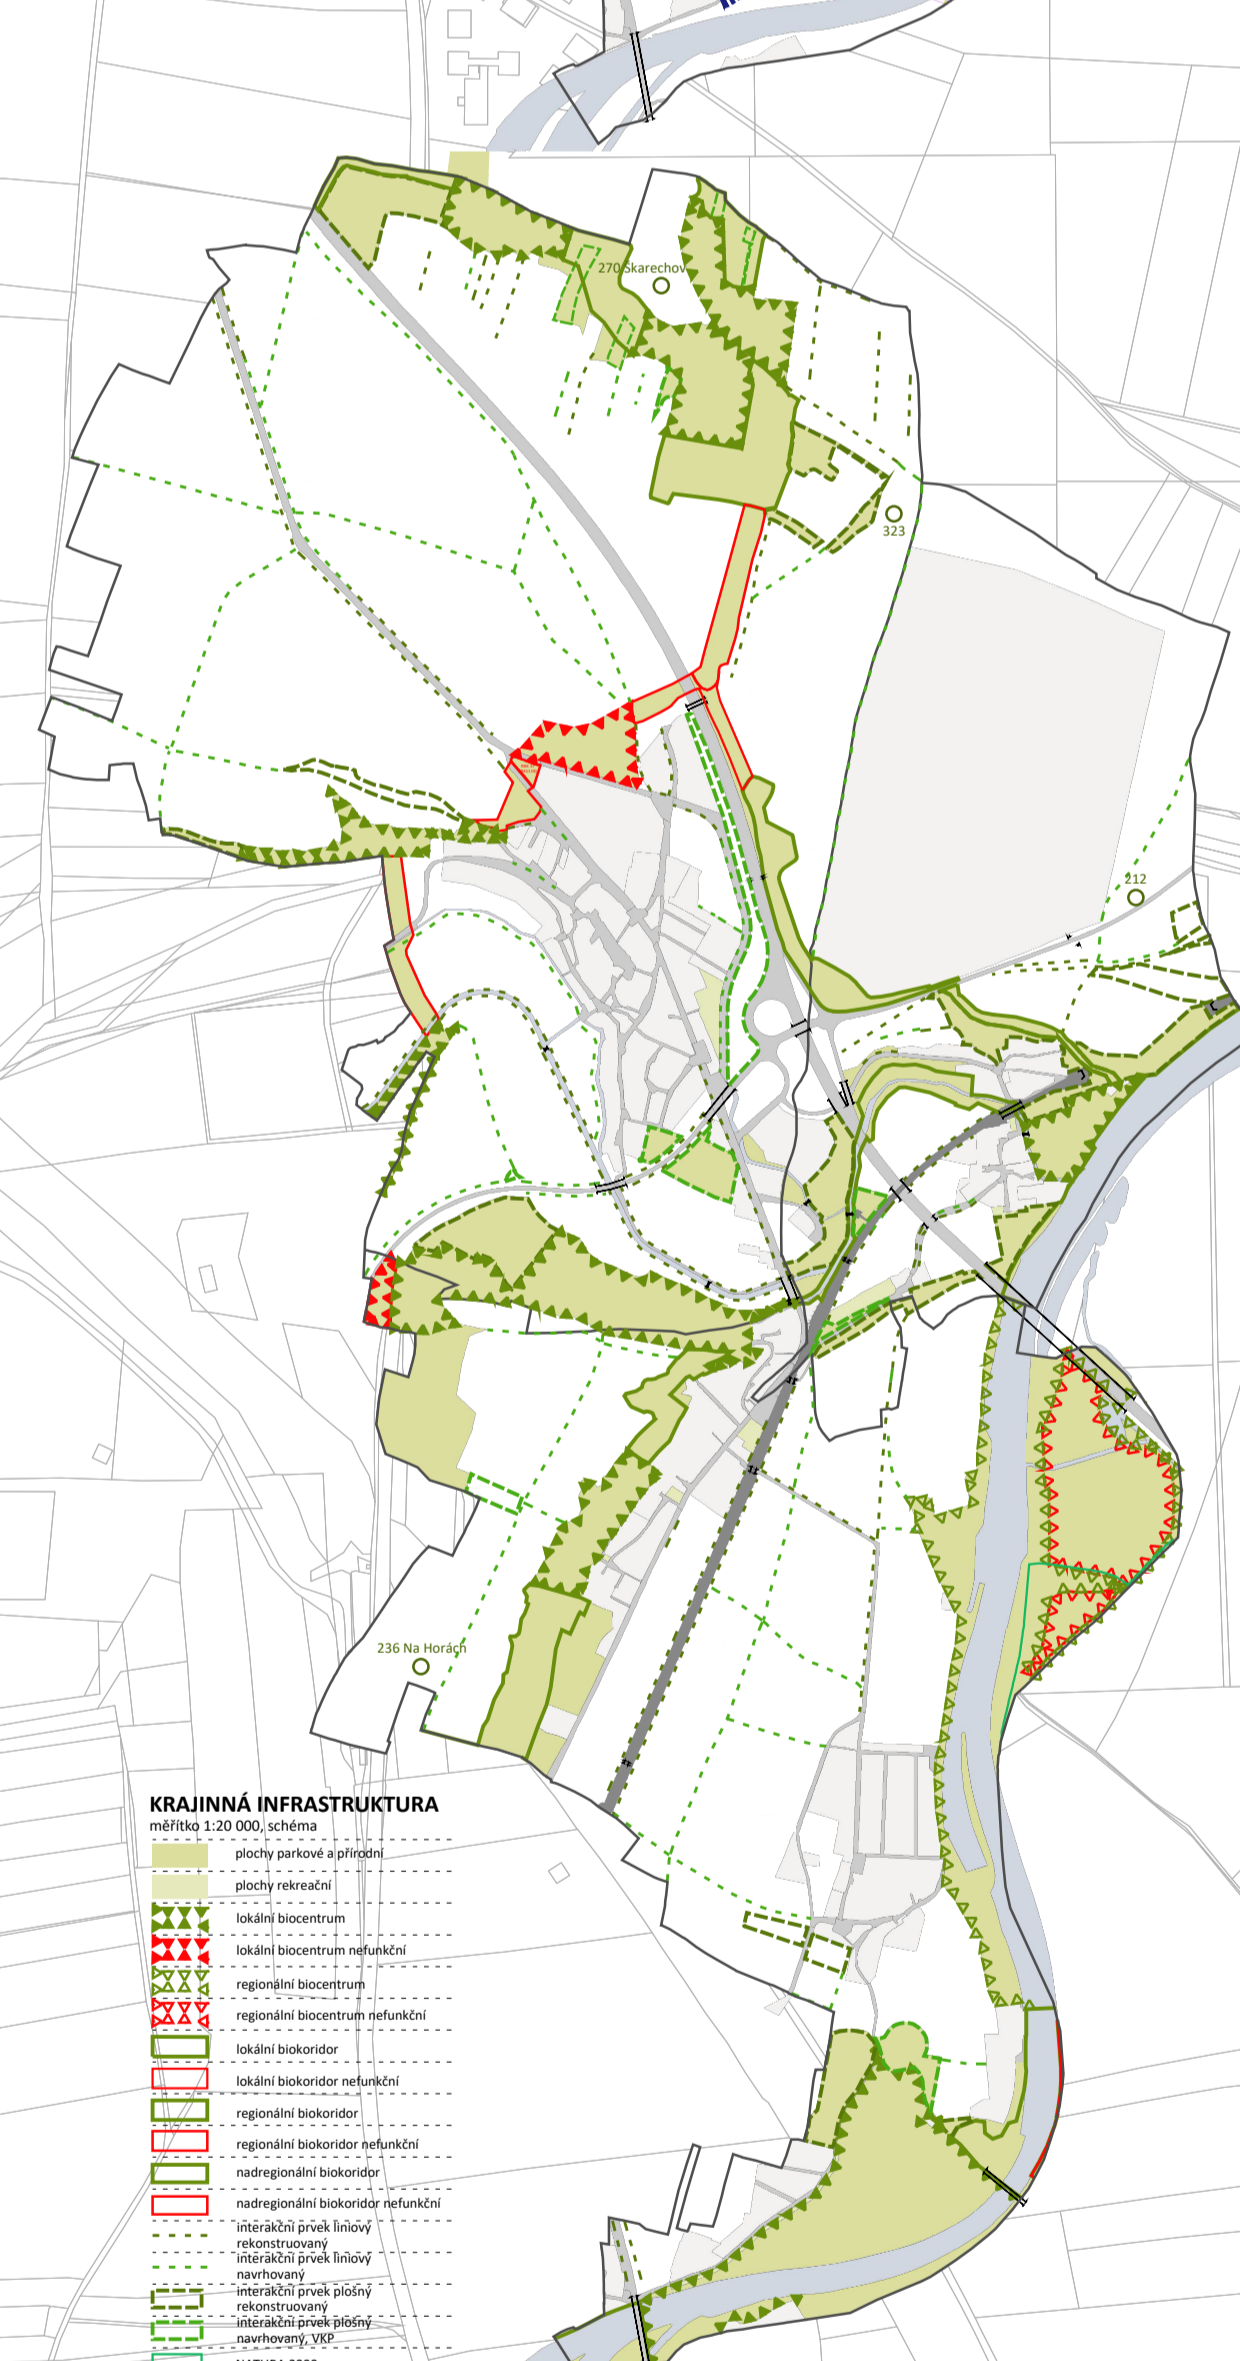 270 Škarechov
323
212
236 Na Horách
KRAJINNÁ INFRASTRUKTURA
měřítko 1:20 000, schéma
plochy parkové a přírodní
plochy rekreační
lokální biocentrum
lokální biocentrum nefunkční
regionální biocentrum
regionální biocentrum nefunkční
lokální biokoridor
lokální biokoridor nefunkční
regionální biokoridor
regionální biokoridor nefunkční
nadregionální biokoridor
nadregionální biokoridor nefunkční
interakční prvek liniový
rekonstruovaný
interakční prvek liniový
navrhovaný
interakční prvek plošný
rekonstruovaný
interakční prvek plošný
navrhovaný, VKP